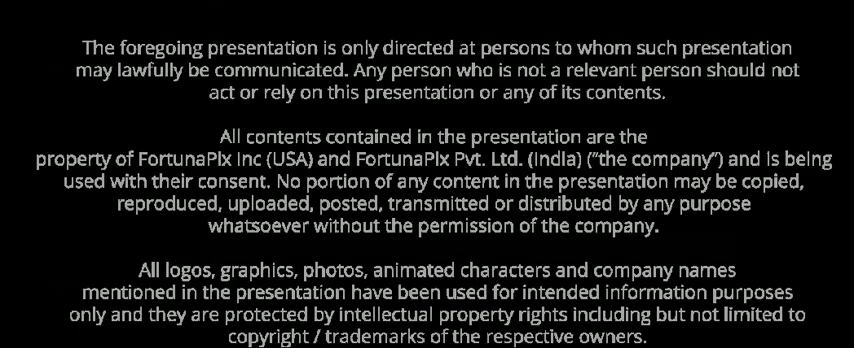 The foregoing presentation is only directed at persons to whom such presentation
may lawfully be communicated. Any person who is not a relevant person should not
act or rely on this presentation or any of its contents.
All contents contained in the presentation are the
property of FortunaPIx Inc (USA) and FortunaPIx Pvt. Ltd. (India) ("the company") and is being
used with their consent. No portion of any content in the presentation may be copied,
reproduced, uploaded, posted, transmitted or distributed by any purpose
whatsoever without the permission of the company.
All logos, graphics, photos, animated characters and company names
mentioned in the presentation have been used for intended information purposes
only and they are protected by intellectual property rights including but not limited to
copyright / trademarks of the respective owners.